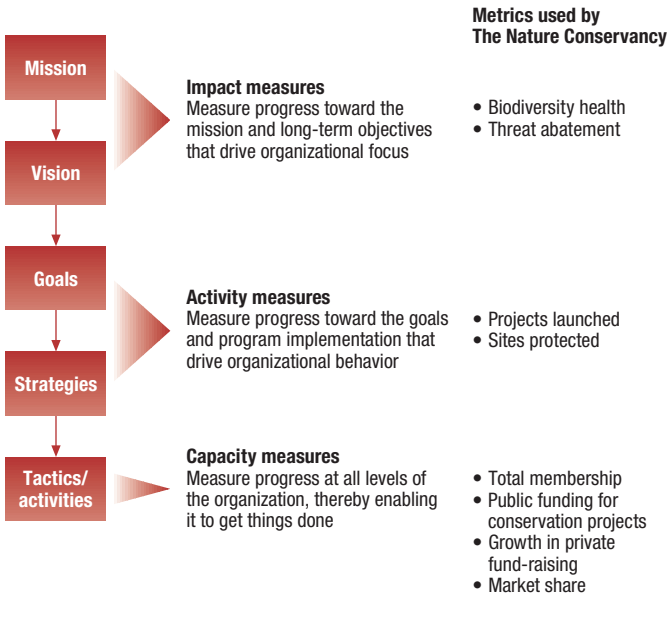 Metrics used by
The Nature Conservancy
Mission
Vision
Impact measures
Measure progress toward the
mission and long-term objectives
that drive organizational focus
• Biodiversity health
• Threat abatement
Goals
Strategies
Activity measures
Measure progress toward the goals
and program implementation that
drive organizational behavior
• Projects launched
• Sites protected
Tactics/
activities
Capacity measures
Measure progress at all levels of
the organization, thereby enabling
it to get things done
• Total membership
• Public funding for
conservation projects
• Growth in private
fund-raising
• Market share